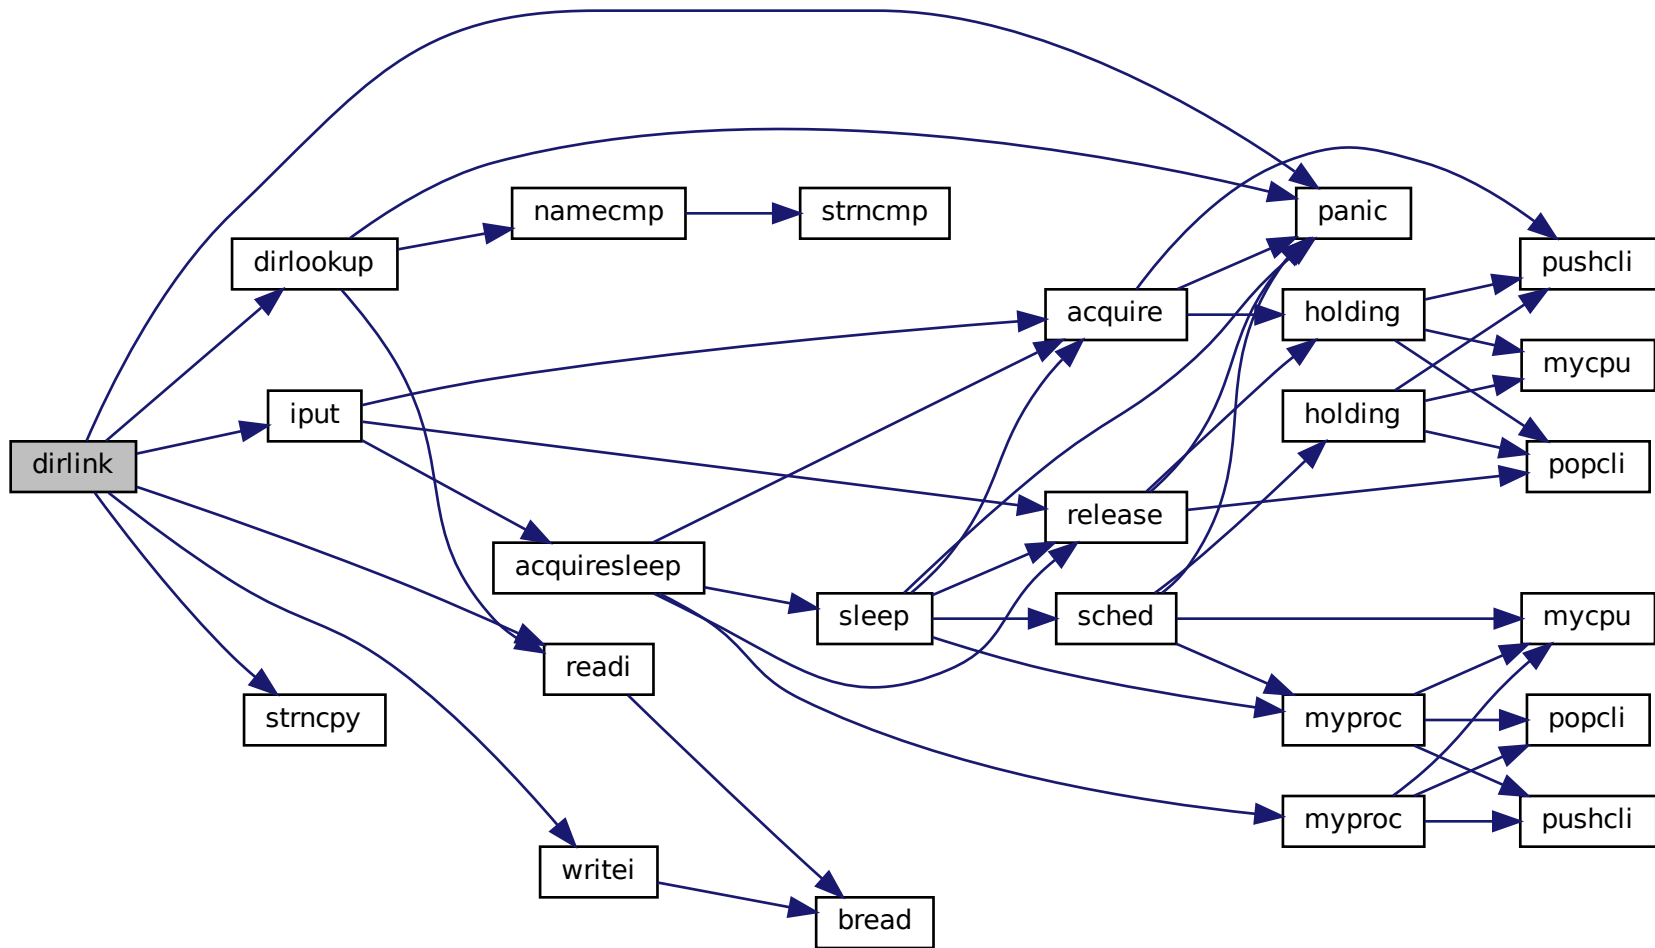 dirlink
dirlookup
iput
strncpy
namecmp
acquiresleep
readi
writei
strncmp
sleep
bread
acquire
release
sched
panic
holding
holding
myproc
myproc
pushcli
mycpu
popcli
mycpu
popcli
pushcli